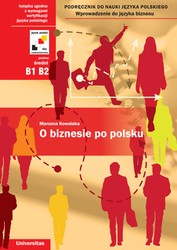 książka zgodna
z wymogami
certyfikacji
języka polskiego
PODRĘCZNIK DO NAUKI JĘZYKA POLSKIEGO
Wprowadzenie do języka biznesu
poziom
średni
B1 B2
Marzena Kowalska
O biznesie po polsku
Universitas